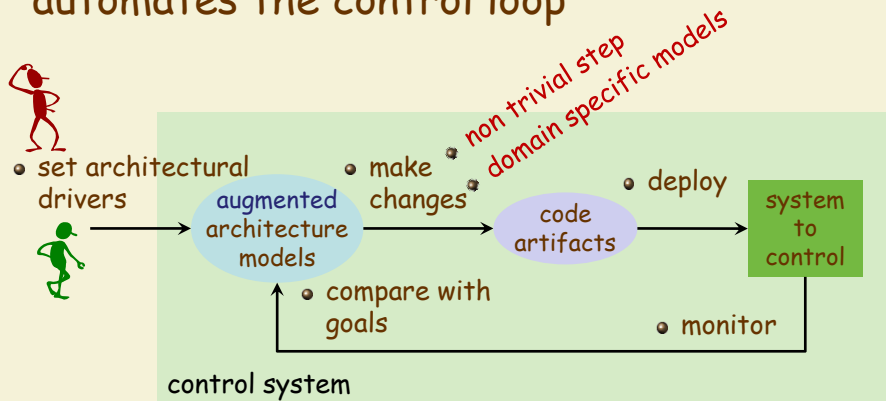 automates the control loop
non trivial step
domain specific models
set architectural
drivers
make
changes
deploy
augmented
architecture
models
code
artifacts
system
to
control
compare with
goals
monitor
control system